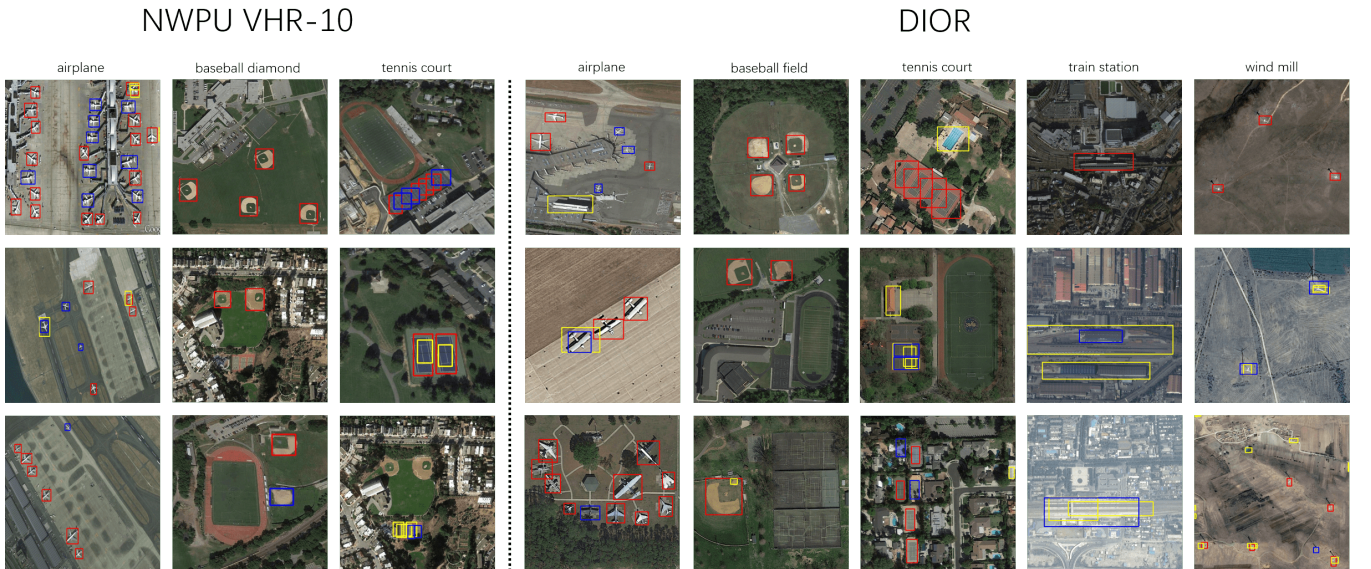 NWPU VHR-10
DIOR
airplane
baseball diamond
tennis court
airplane
baseball field
tennis court
train station
wind mill